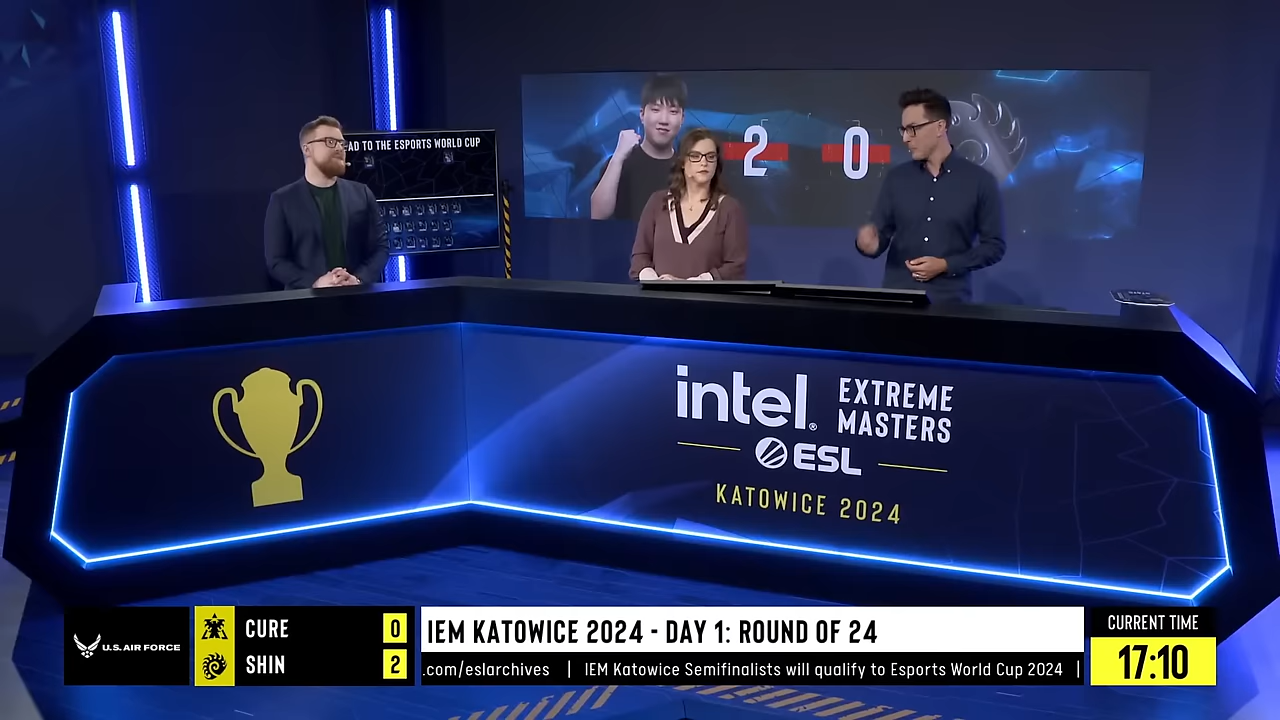 AD TO THE ESPORTS WORLD CUP
2 0
intel.
EXTREME
MASTERS
ESL
KATOWICE 2024
U.S. AIR FORCE
CURE 0
SHIN 2
IEM KATOWICE 2024 - DAY 1: ROUND OF 24
.com/eslarchives | IEM Katowice Semifinalists will qualify to Esports World Cup 2024 |
CURRENT TIME
17:10